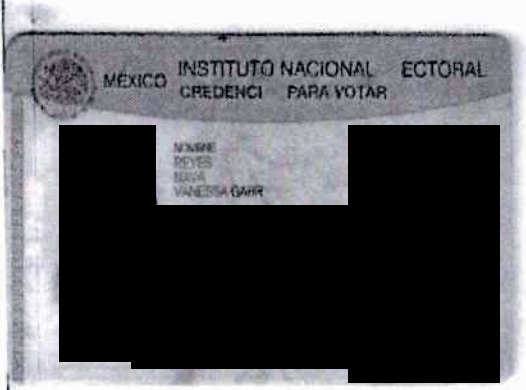 MÉXICO INSTITUTO NACIONAL ECTORAL
CREDENCI PARA VOTAR
NOMBRE
REYES
NAVA
VANESSA